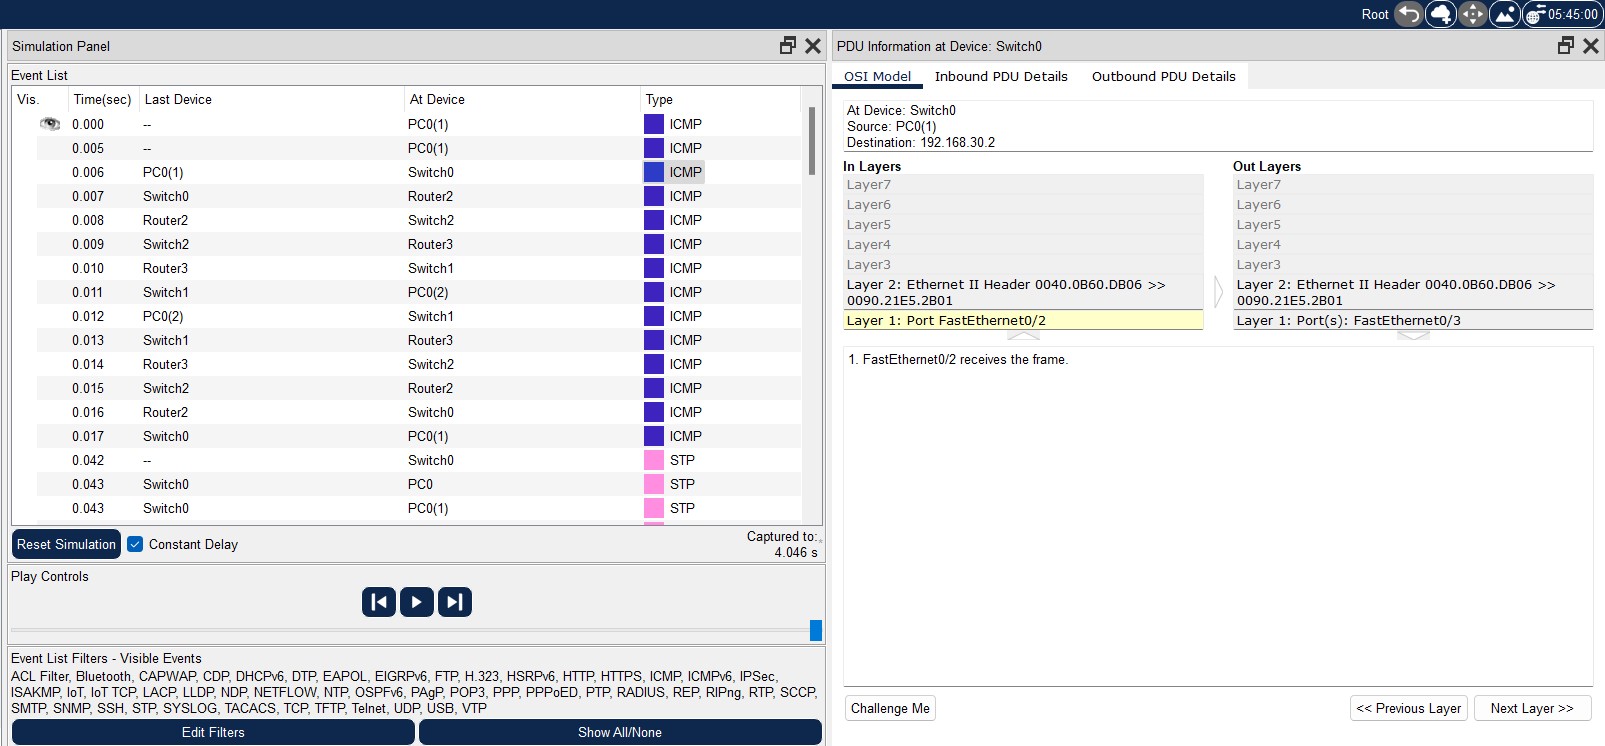 Root 05:45:00
Simulation Panel
Event List
Vis. Time(sec) Last Device At Device Type
0.000 -- PC0(1) ICMP
0.005 -- PC0(1) ICMP
0.006 PC0(1) Switch0 ICMP
0.007 Switch0 Router2 ICMP
0.008 Router2 Switch2 ICMP
0.009 Switch2 Router3 ICMP
0.010 Router3 Switch1 ICMP
0.011 Switch1 PC0(2) ICMP
0.012 PC0(2) Switch1 ICMP
0.013 Switch1 Router3 ICMP
0.014 Router3 Switch2 ICMP
0.015 Switch2 Router2 ICMP
0.016 Router2 Switch0 ICMP
0.017 Switch0 PC0(1) ICMP
0.042 -- Switch0 STP
0.043 Switch0 PC0 STP
0.043 Switch0 PC0(1) STP
Reset Simulation Constant Delay
Captured to:
4.046 s
Play Controls
Event List Filters - Visible Events
ACL Filter, Bluetooth, CAPWAP, CDP, DHCPv6, DTP, EAPOL, EIGRPv6, FTP, H.323, HSRPv6, HTTP, HTTPS, ICMP, ICMPv6, IPSec,
ISAKMP, IoT, IoT TCP, LACP, LLDP, NDP, NETFLOW, NTP, OSPFv6, PAgP, POP3, PPP, PPPoED, PTP, RADIUS, REP, RIPng, RTP, SCCP,
SMTP, SNMP, SSH, STP, SYSLOG, TACACS, TCP, TFTP, Telnet, UDP, USB, VTP
Edit Filters Show All/None
PDU Information at Device: Switch0
OSI Model Inbound PDU Details Outbound PDU Details
At Device: Switch0
Source: PC0(1)
Destination: 192.168.30.2
In Layers
Layer7
Layer6
Layer5
Layer4
Layer3
Layer 2: Ethernet II Header 0040.0B60.DB06 >>
0090.21E5.2B01
Layer 1: Port FastEthernet0/2
Out Layers
Layer7
Layer6
Layer5
Layer4
Layer3
Layer 2: Ethernet II Header 0040.0B60.DB06 >>
0090.21E5.2B01
Layer 1: Port(s): FastEthernet0/3
1. FastEthernet0/2 receives the frame.
Challenge Me << Previous Layer Next Layer >>